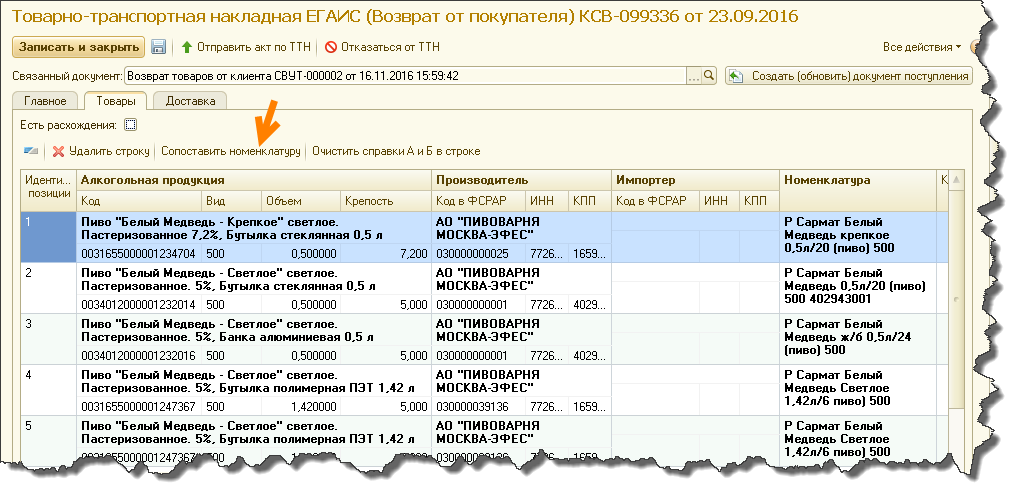 Товарно-транспортная накладная ЕГАИС (Возврат от покупателя) КСВ-099336 от 23.09.2016
Записать и закрыть Отправить акт по ТТН Отказаться от ТТН Все действия
Связанный документ: Возврат товаров от клиента СВУТ-000002 от 16.11.2016 15:59:42 ... Создать (обновить) документ поступления
Главное Товары Доставка
Есть расхождения:
Удалить строку Сопоставить номенклатуру Очистить справки А и Б в строке
Иденти... позиции Алкогольная продукция Производитель Импортер Номенклатура К
Код Вид Объем Крепость Код в ФСРАР ИНН КПП Код в ФСРАР ИНН КПП
1 Пиво "Белый Медведь - Крепкое" светлое. АО "ПИВОВАРНЯ Р Сармат Белый
Пастеризованное 7,2%, Бутылка стеклянная 0,5 л МОСКВА-ЭФЕС" Медведь крепкое
0031655000001234704 500 0,500000 7,200 030000000025 7726... 1659... 0,5л/20 (пиво) 500
2 Пиво "Белый Медведь - Светлое" светлое. АО "ПИВОВАРНЯ Р Сармат Белый
Пастеризованное. 5%, Бутылка стеклянная 0,5 л МОСКВА-ЭФЕС" Медведь 0,5л/20 (пиво)
0034012000001232014 500 0,500000 5,000 030000000001 7726... 4029... 500 402943001
3 Пиво "Белый Медведь - Светлое" светлое. АО "ПИВОВАРНЯ Р Сармат Белый
Пастеризованное. 5%, Банка алюминиевая 0,5 л МОСКВА-ЭФЕС" Медведь ж/б 0,5л/24
0034012000001232016 500 0,500000 5,000 030000000001 7726... 4029... (пиво) 500
4 Пиво "Белый Медведь - Светлое" светлое. АО "ПИВОВАРНЯ Р Сармат Белый
Пастеризованное. 5%, Бутылка полимерная ПЭТ 1,42 л МОСКВА-ЭФЕС" Медведь Светлое
0031655000001247367 500 1,420000 5,000 030000039136 7726... 1659... 1,42л/6 пиво) 500
5 Пиво "Белый Медведь - Светлое" светлое. АО "ПИВОВАРНЯ Р Сармат Белый
Пастеризованное. 5%, Бутылка полимерная ПЭТ 1,42 л МОСКВА-ЭФЕС" Медведь Светлое
500 030000039136 7726... 1659... 1,42л/6 пиво) 500